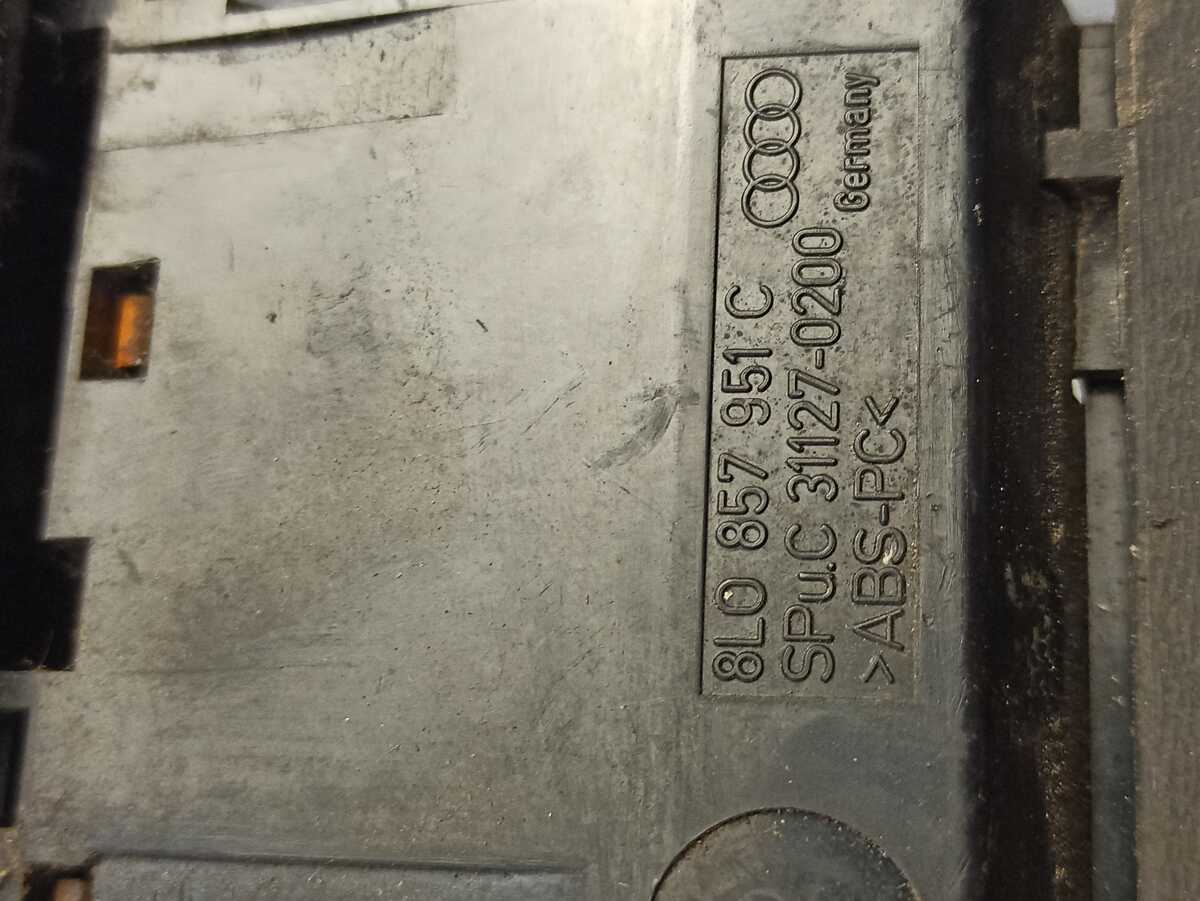 8L0 857 951 C
SPu.C 31127-0200 Germany
>ABS-PC<